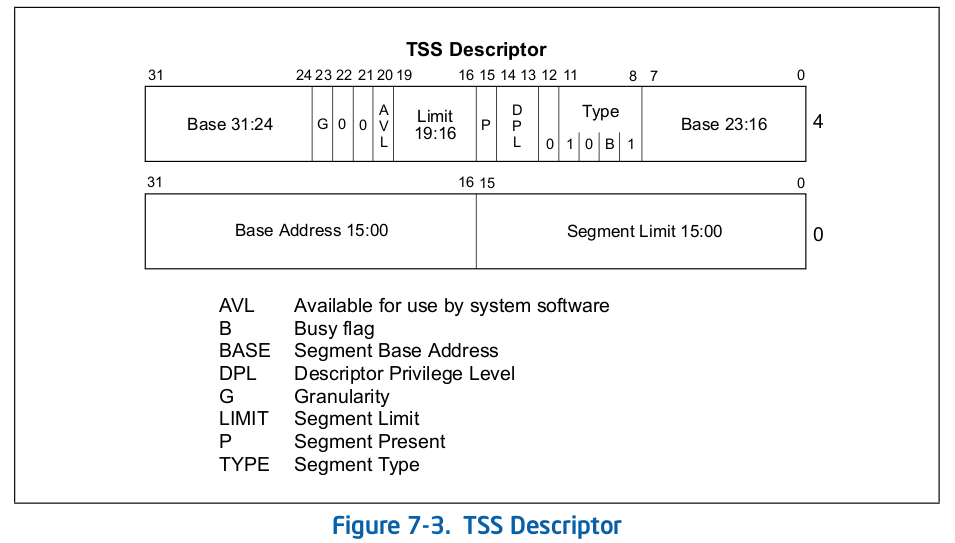 TSS Descriptor
31 24 23 22 21 20 19 16 15 14 13 12 11 8 7 0
Base 31:24 G 0 0 AVL Limit 19:16 P DPL 0 Type 1 0 B 1 Base 23:16 4
31 16 15 0
Base Address 15:00 Segment Limit 15:00 0
AVL Available for use by system software
B Busy flag
BASE Segment Base Address
DPL Descriptor Privilege Level
G Granularity
LIMIT Segment Limit
P Segment Present
TYPE Segment Type
Figure 7-3. TSS Descriptor